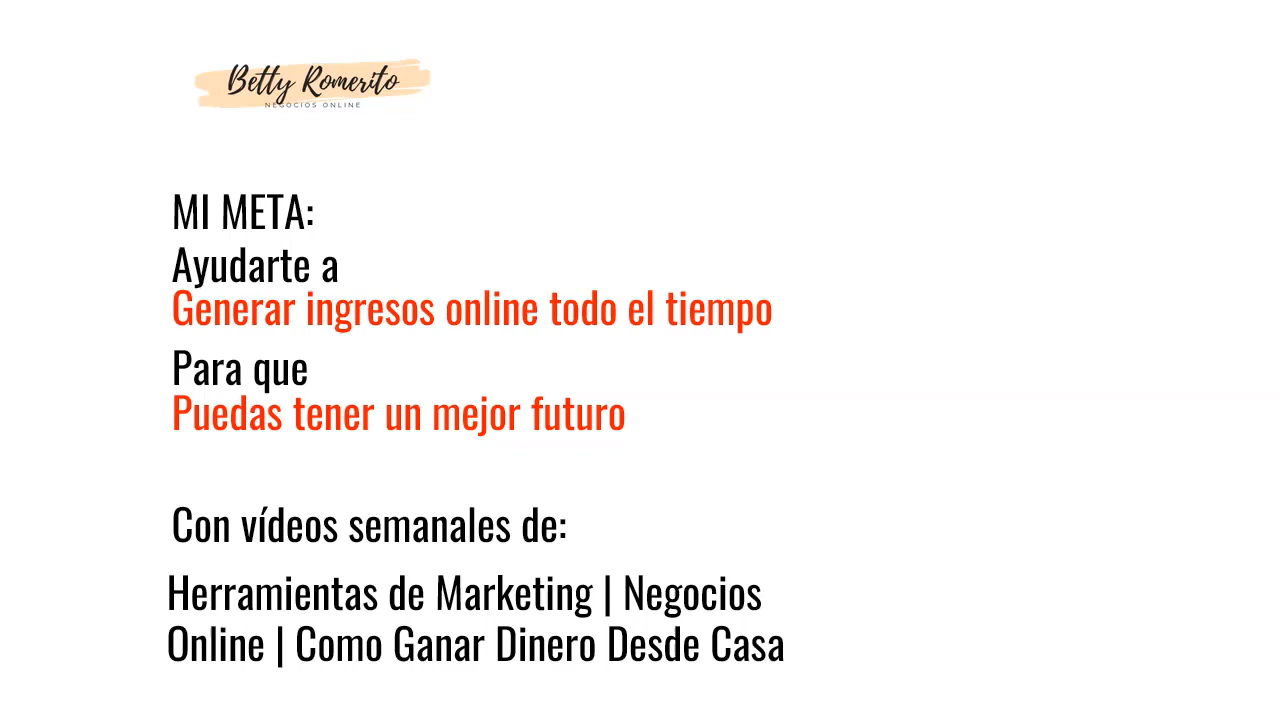 Betty Romerito
NEGOCIOS ONLINE
MI META:
Ayudarte a
Generar ingresos online todo el tiempo
Para que
Puedas tener un mejor futuro
Con vídeos semanales de:
Herramientas de Marketing | Negocios
Online | Como Ganar Dinero Desde Casa